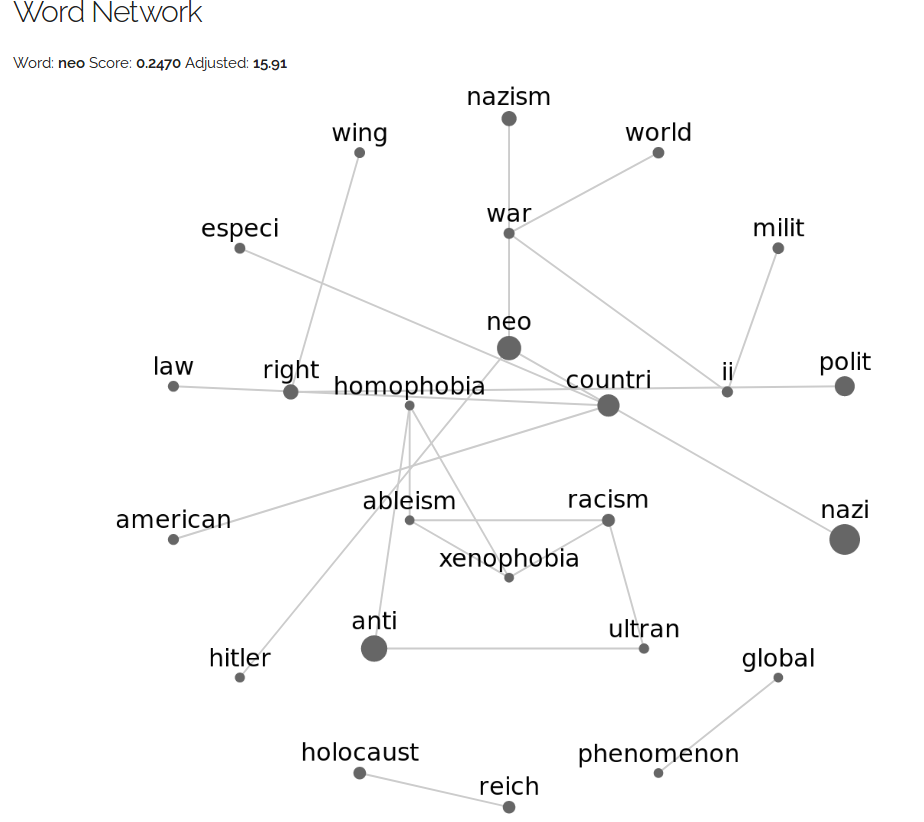 Word Network
Word: neo Score: 0.2470 Adjusted: 15.91
nazism
wing
world
war
especi
milit
neo
law
right
homophobia
countri
ii
polit
ableism
racism
american
nazi
xenophobia
anti
ultran
hitler
global
holocaust
phenomenon
reich